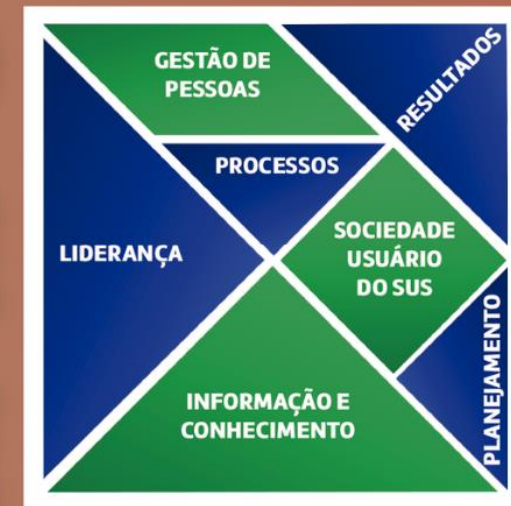 GESTÃO DE
PESSOAS
RESULTADOS
PROCESSOS
LIDERANÇA
SOCIEDADE
USUÁRIO
DO SUS
PLANEJAMENTO
INFORMAÇÃO E
CONHECIMENTO